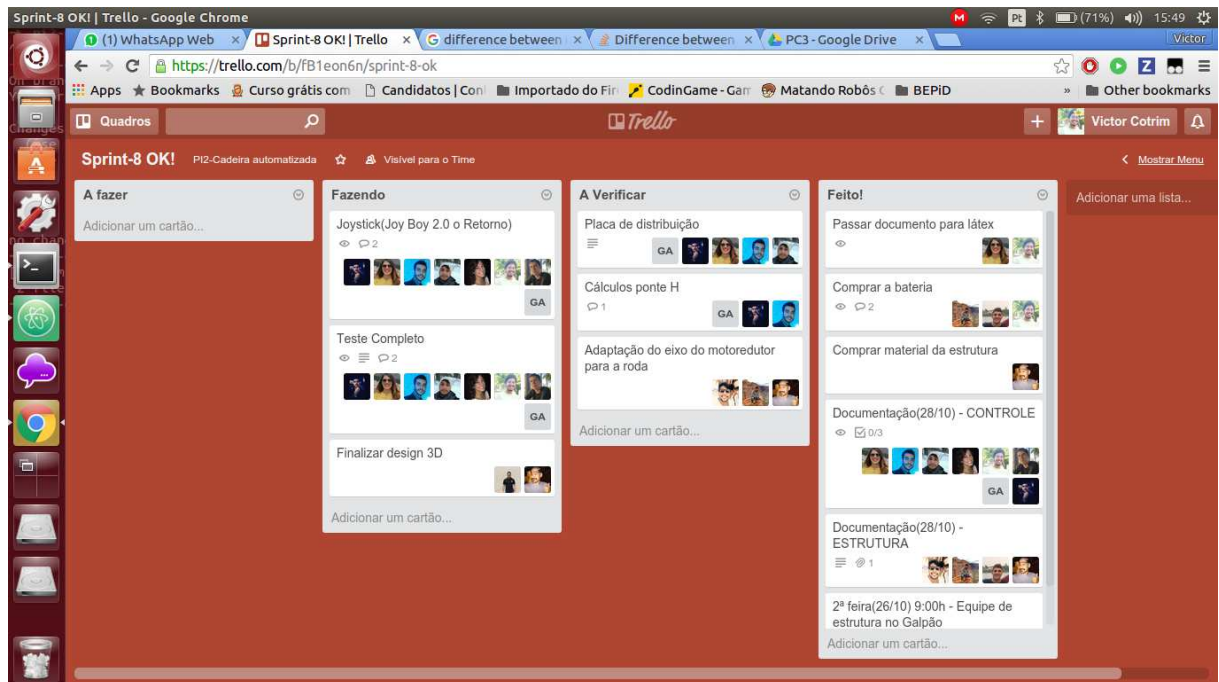 Sprint-8 OK! | Trello - Google Chrome
M Pt (71%) 15:49
(1) WhatsApp Web × Sprint-8 OK! | Trello × G difference between × Difference between × PC3 - Google Drive × Victor
https://trello.com/b/fB1eon6n/sprint-8-ok
Apps Bookmarks Curso grátis com Candidatos | Con Importado do Fir CodinGame - Gam Matando Robôs BEPiD » Other bookmarks
Quadros Trello + Victor Cotrim
Sprint-8 OK! PI2-Cadeira automatizada Visível para o Time Mostrar Menu
A fazer
Adicionar um cartão...
Fazendo
Joystick(Joy Boy 2.0 o Retorno)
2
GA
Teste Completo
2
GA
Finalizar design 3D
Adicionar um cartão...
A Verificar
Placa de distribuição
GA
Cálculos ponte H
1
GA
Adaptação do eixo do motoredutor
para a roda
Adicionar um cartão...
Feito!
Passar documento para látex
Comprar a bateria
2
Comprar material da estrutura
Documentação(28/10) - CONTROLE
0/3
GA
Documentação(28/10) -
ESTRUTURA
1
2ª feira(26/10) 9:00h - Equipe de
estrutura no Galpão
Adicionar um cartão...
Adicionar uma lista...